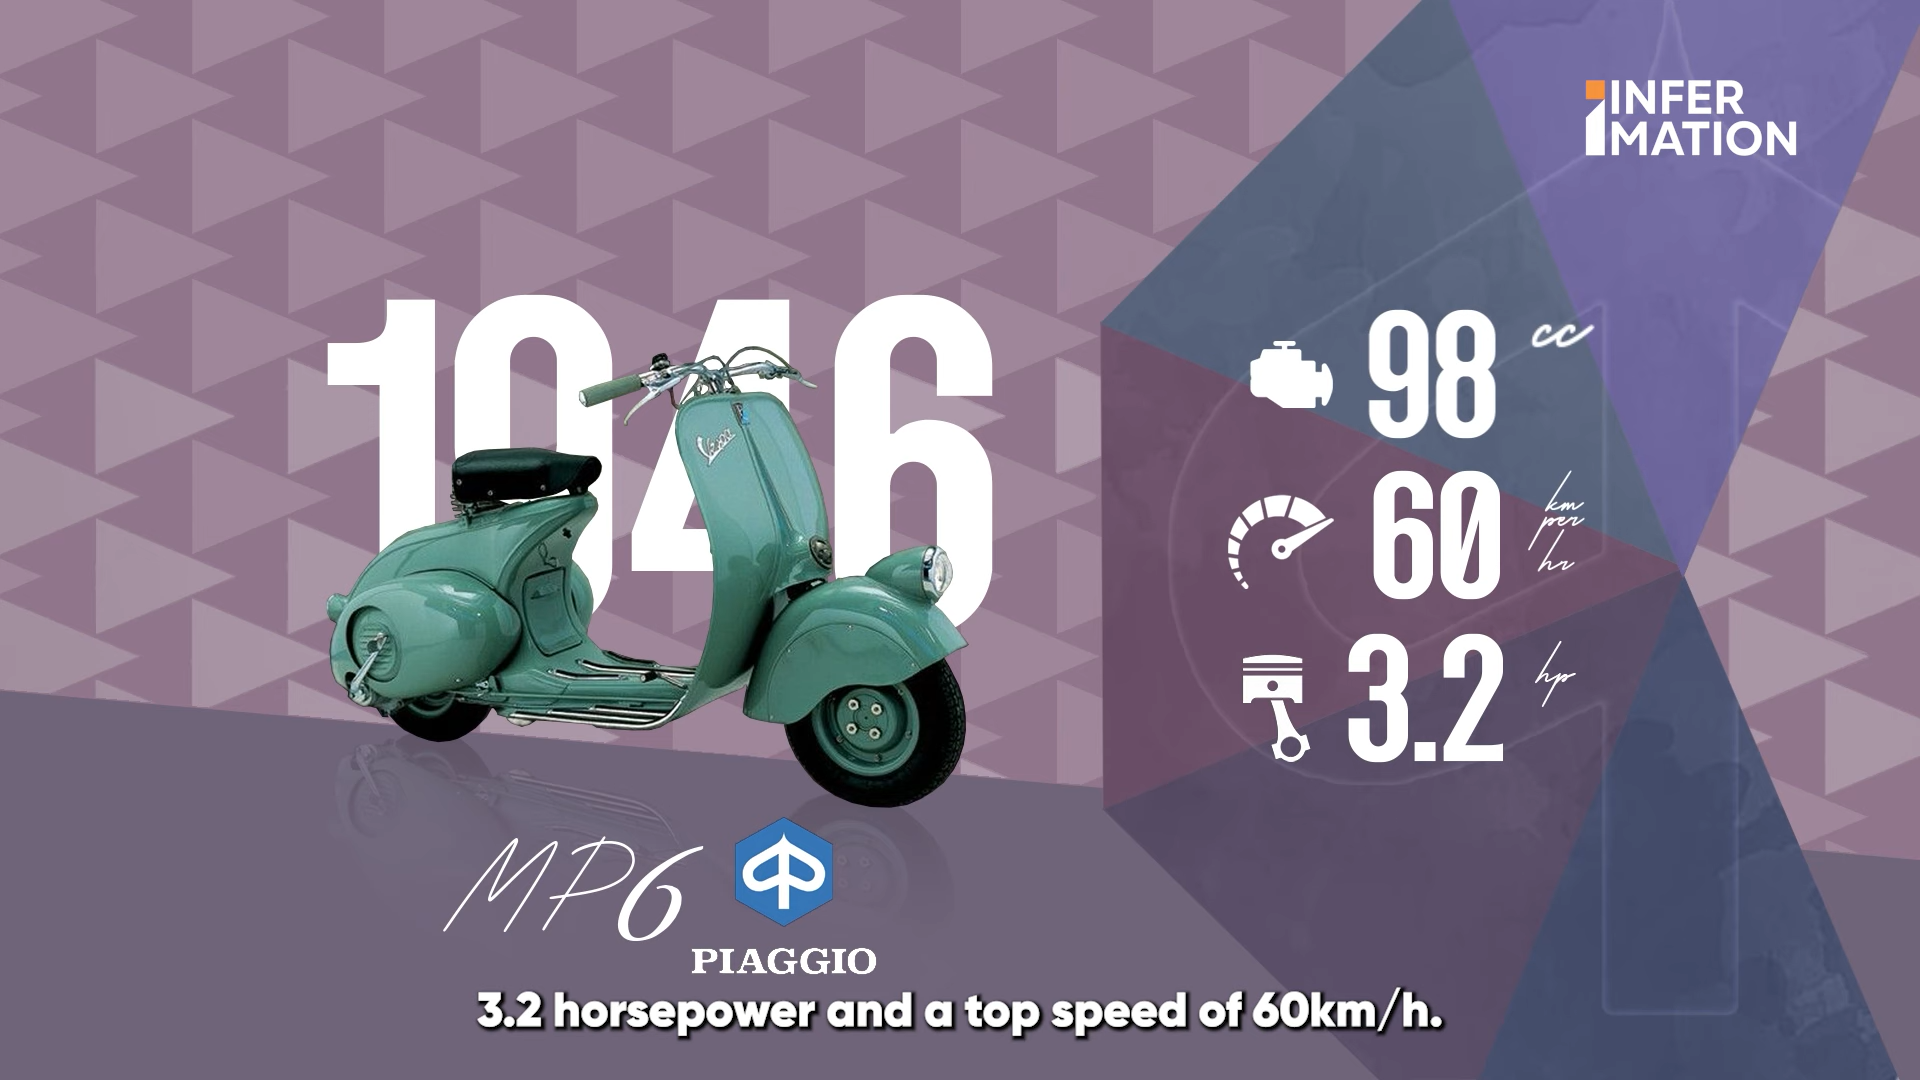 INFER
MATION
1946
Vespa
98 cc
60 km
per
hr
3.2 hp
MP6
PIAGGIO
3.2 horsepower and a top speed of 60km/h.